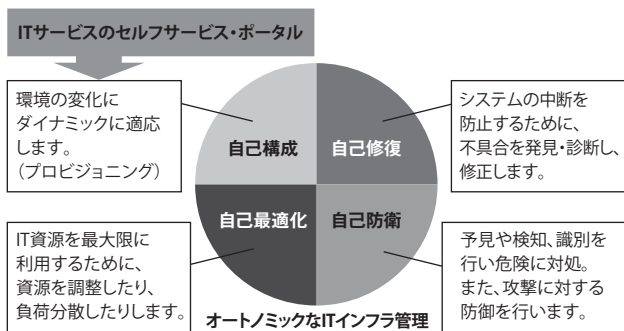 ITサービスのセルフサービス・ポータル
環境の変化に
ダイナミックに適応
します。
（プロビジョニング）
システムの中断を
防止するために、
不具合を発見・診断し、
修正します。
自己構成
自己修復
自己最適化
自己防衛
IT資源を最大限に
利用するために、
資源を調整したり、
負荷分散したりします。
予見や検知、識別を
行い危険に対処。
また、攻撃に対する
防御を行います。
オートノミックなITインフラ管理